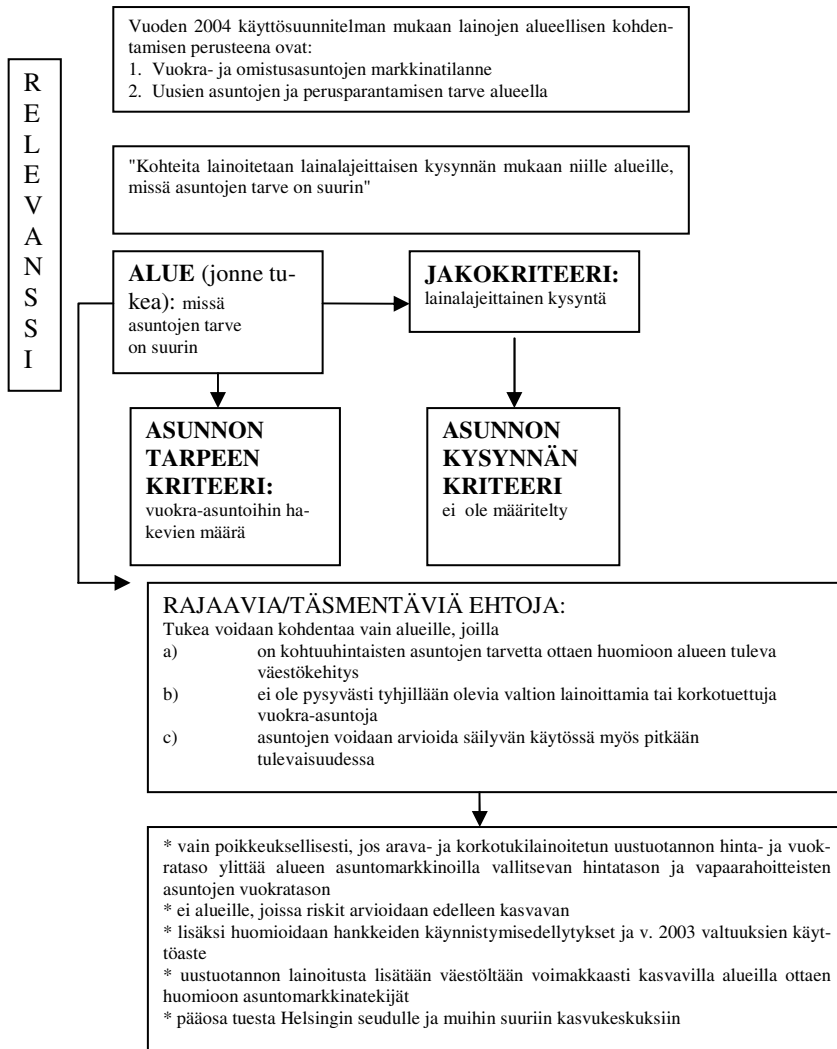 R
E
L
E
V
A
N
S
S
I
Vuoden 2004 käyttösuunnitelman mukaan lainojen alueellisen kohden-
tamisen perusteena ovat:
1. Vuokra- ja omistusasuntojen markkinatilanne
2. Uusien asuntojen ja perusparantamisen tarve alueella
"Kohteita lainoitetaan lainalajeittaisen kysynnän mukaan niille alueille,
missä asuntojen tarve on suurin"
ALUE (jonne tu-
kea): missä
asuntojen tarve
on suurin
JAKOKRITEERI:
lainalajeittainen kysyntä
ASUNNON
TARPEEN
KRITEERI:
vuokra-asuntoihin ha-
kevien määrä
ASUNNON
KYSYNNÄN
KRITEERI
ei ole määritelty
RAJAAVIA/TÄSMENTÄVIÄ EHTOJA:
Tukea voidaan kohdentaa vain alueille, joilla
a) on kohtuuhintaisten asuntojen tarvetta ottaen huomioon alueen tuleva
väestökehitys
b) ei ole pysyvästi tyhjillään olevia valtion lainoittamia tai korkotuettuja
vuokra-asuntoja
c) asuntojen voidaan arvioida säilyvän käytössä myös pitkään
tulevaisuudessa
* vain poikkeuksellisesti, jos arava- ja korkotukilainoitetun uustuotannon hinta- ja vuok-
rataso ylittää alueen asuntomarkkinoilla vallitsevan hintatason ja vapaarahoitteisten
asuntojen vuokratason
* ei alueille, joissa riskit arvioidaan edelleen kasvavan
* lisäksi huomioidaan hankkeiden käynnistymisedellytykset ja v. 2003 valtuuksien käyt-
töaste
* uustuotannon lainoitusta lisätään väestöltään voimakkaasti kasvavilla alueilla ottaen
huomioon asuntomarkkinatekijät
* pääosa tuesta Helsingin seudulle ja muihin suuriin kasvukeskuksiin